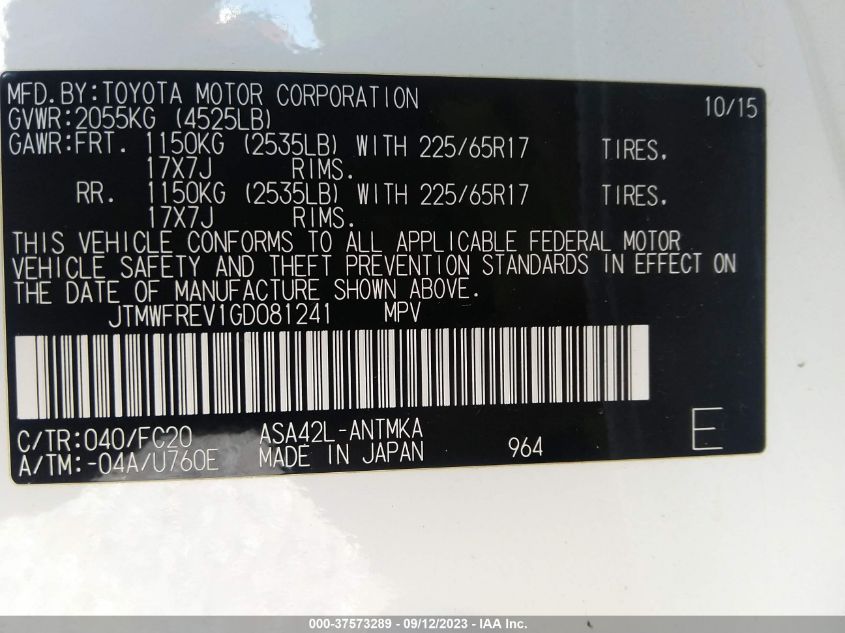 MFD.BY:TOYOTA MOTOR CORPORATION 10/15
GVWR:2055KG (4525LB)
GAWR:FRT. 1150KG (2535LB) WITH 225/65R17 TIRES,
17X7J RIMS.
RR. 1150KG (2535LB) WITH 225/65R17 TIRES,
17X7J RIMS.
THIS VEHICLE CONFORMS TO ALL APPLICABLE FEDERAL MOTOR
VEHICLE SAFETY AND THEFT PREVENTION STANDARDS IN EFFECT ON
THE DATE OF MANUFACTURE SHOWN ABOVE.
JTMWFREV1GD081241 MPV
C/TR:040/FC20 ASA42L-ANTMKA
A/TM:-04A/U760E MADE IN JAPAN 964 E
000-37573289 - 09/12/2023 - IAA Inc.